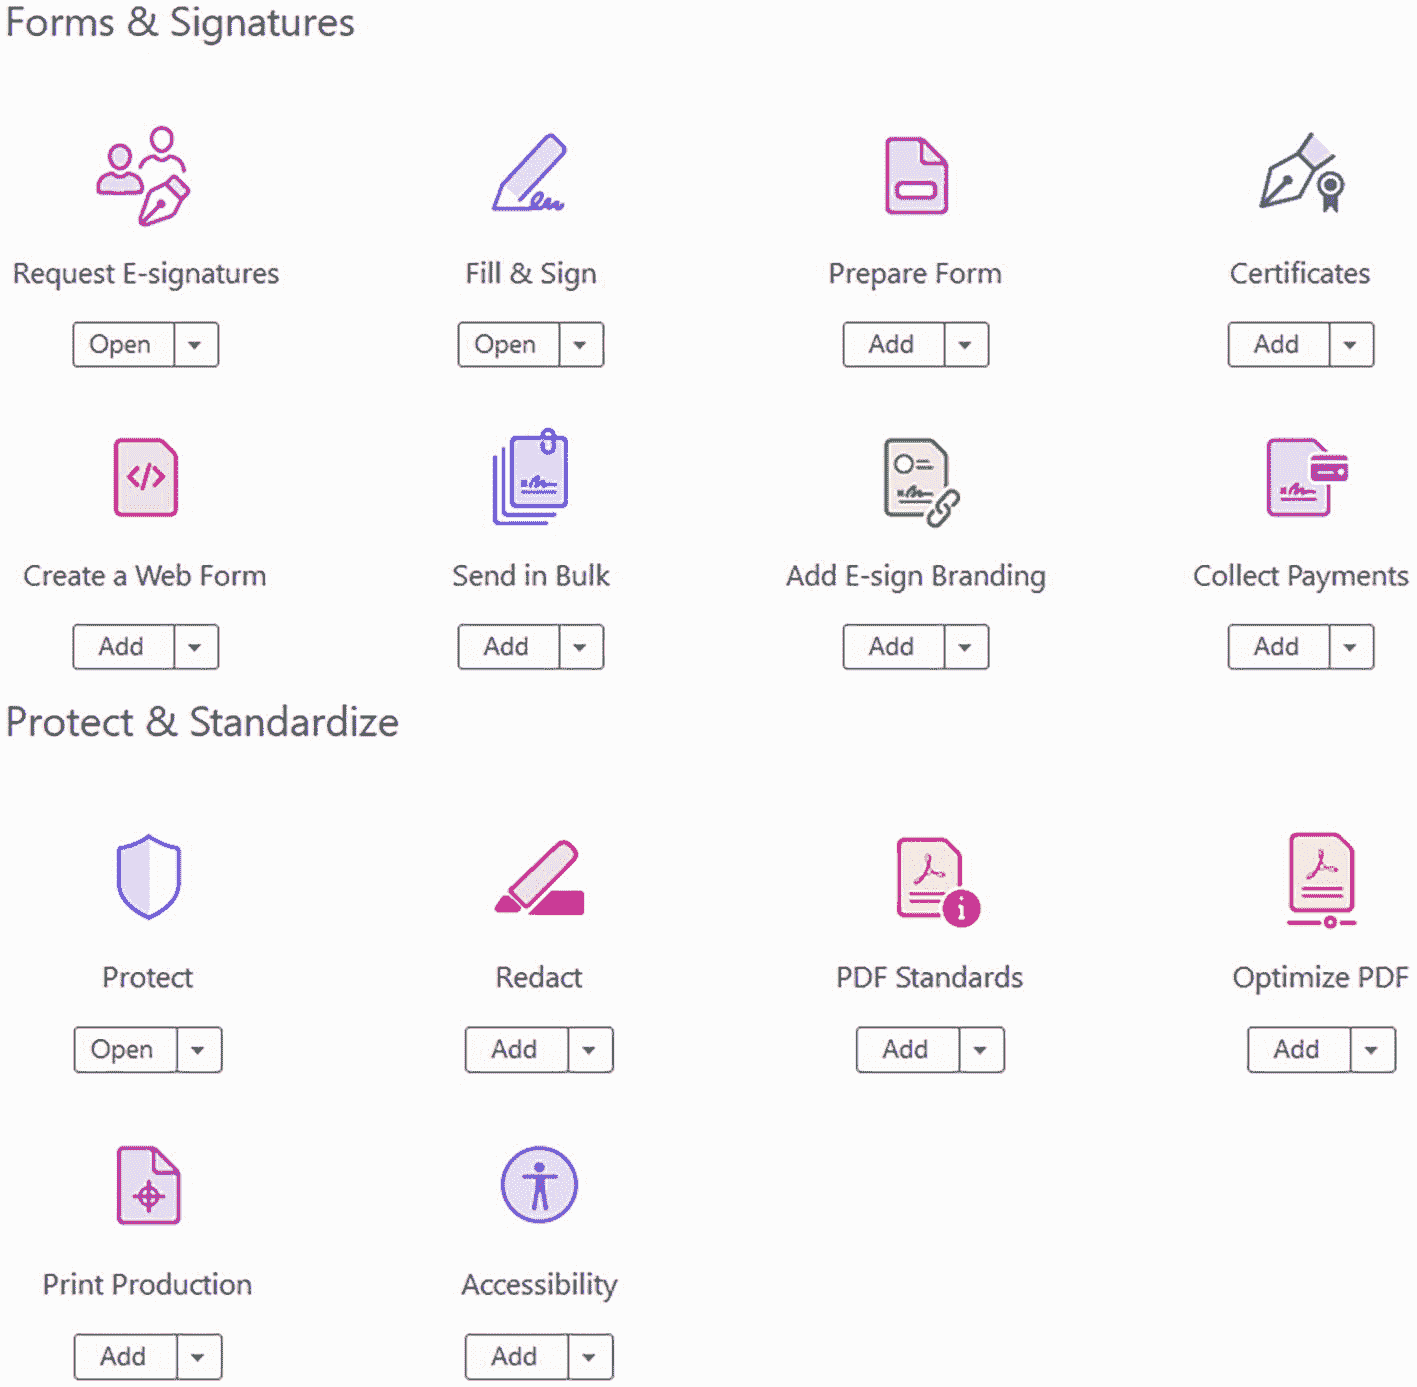 Forms & Signatures
Request E-signatures Fill & Sign Prepare Form Certificates
Open Open Add Add
Create a Web Form Send in Bulk Add E-sign Branding Collect Payments
Add Add Add Add
Protect & Standardize
Protect Redact PDF Standards Optimize PDF
Open Add Add Add
Print Production Accessibility
Add Add